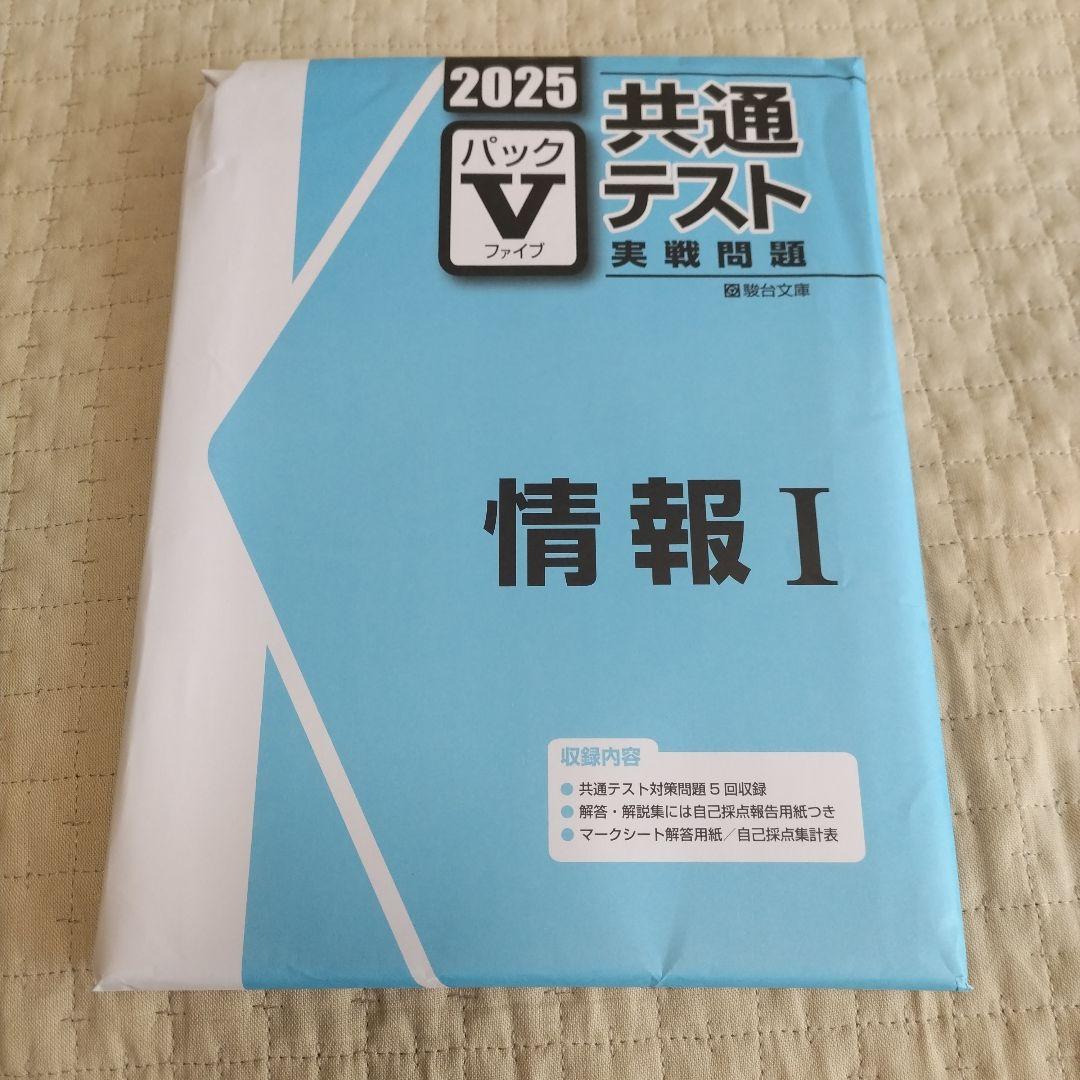 2025
パック
V
ファイブ
共通
テスト
実戦問題
駿台文庫
情報I
収録内容
● 共通テスト対策問題5回収録
● 解答・解説集には自己採点報告用紙つき
● マークシート解答用紙／自己採点集計表